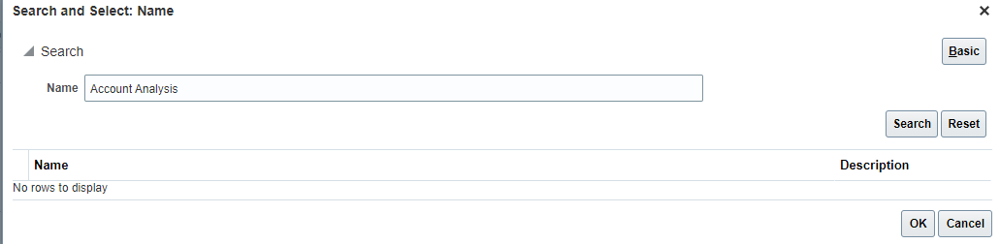 Search and Select: Name
Search
Basic
Name Account Analysis
Search Reset
Name Description
No rows to display
OK Cancel